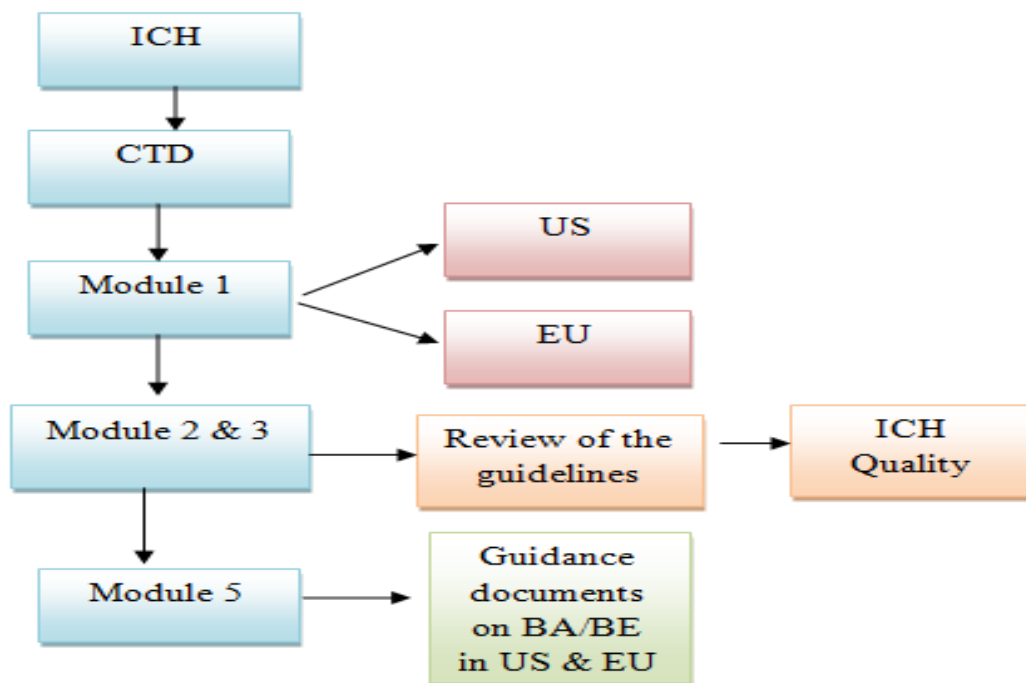 ICH
CTD
US
Module 1
EU
Module 2 & 3
Review of the
guidelines
ICH
Quality
Module 5
Guidance
documents
on BA/BE
in US & EU